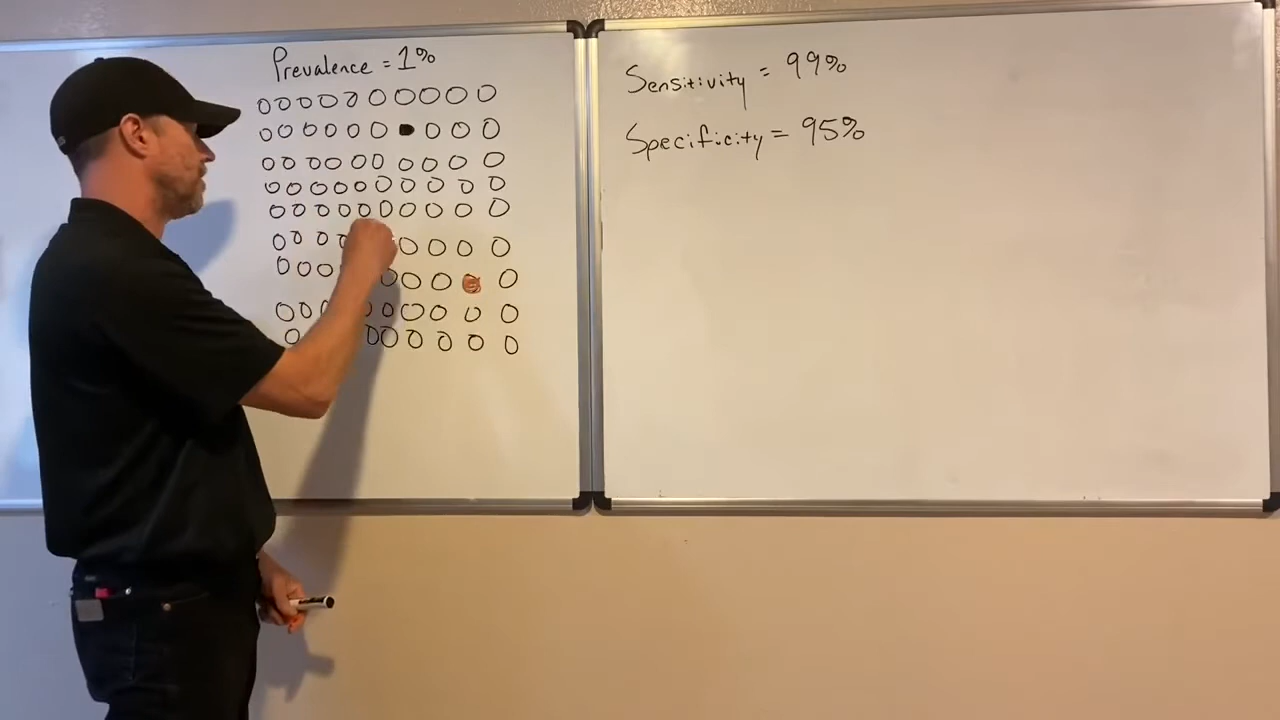 Prevalence = 1%
Sensitivity = 99%
Specificity = 95%